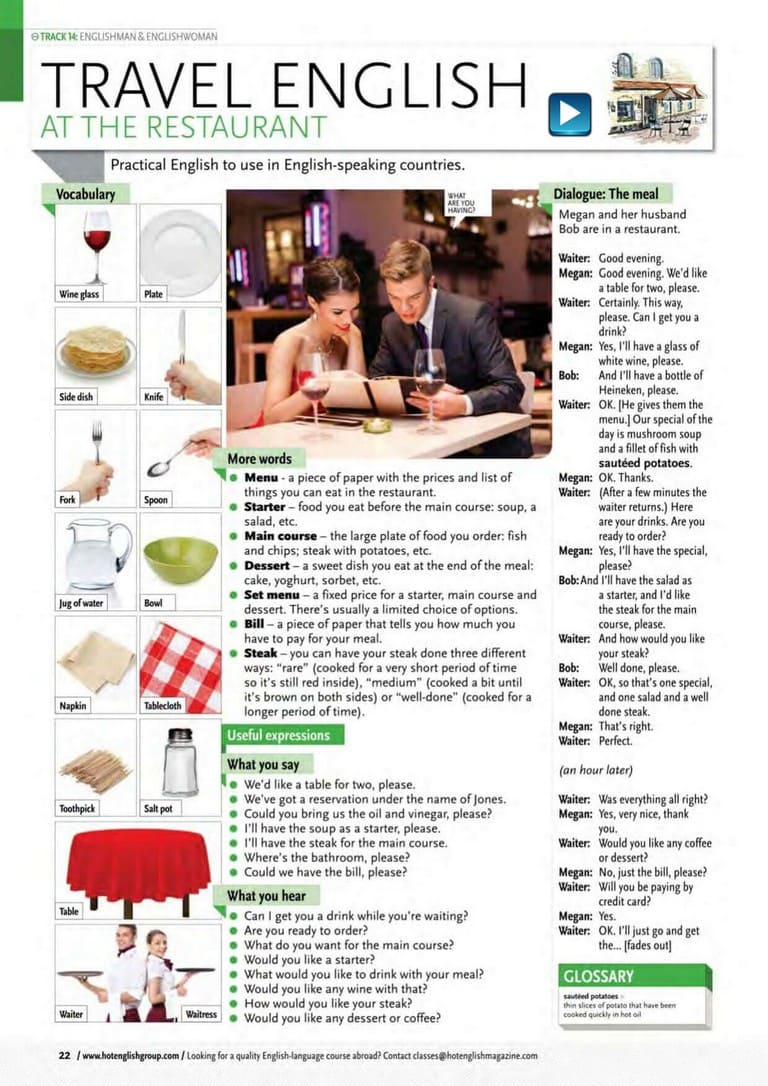 TRACK 14: ENGLISHMAN & ENGLISHWOMAN
TRAVEL ENGLISH
AT THE RESTAURANT
Practical English to use in English-speaking countries.
Vocabulary
Wine glass
Plate
Side dish
Knife
Fork
Spoon
Jug of water
Bowl
Napkin
Tablecloth
Toothpick
Salt pot
Table
Waiter
Waitress
WHAT
ARE YOU
HAVING?
More words
Menu - a piece of paper with the prices and list of
things you can eat in the restaurant.
Starter – food you eat before the main course: soup, a
salad, etc.
Main course – the large plate of food you order: fish
and chips; steak with potatoes, etc.
Dessert – a sweet dish you eat at the end of the meal:
cake, yoghurt, sorbet, etc.
Set menu – a fixed price for a starter, main course and
dessert. There's usually a limited choice of options.
Bill – a piece of paper that tells you how much you
have to pay for your meal.
Steak – you can have your steak done three different
ways: "rare" (cooked for a very short period of time
so it's still red inside), "medium" (cooked a bit until
it's brown on both sides) or "well-done" (cooked for a
longer period of time).
Useful expressions
What you say
We'd like a table for two, please.
We've got a reservation under the name of Jones.
Could you bring us the oil and vinegar, please?
I'll have the soup as a starter, please.
I'll have the steak for the main course.
Where's the bathroom, please?
Could we have the bill, please?
What you hear
Can I get you a drink while you're waiting?
Are you ready to order?
What do you want for the main course?
Would you like a starter?
What would you like to drink with your meal?
Would you like any wine with that?
How would you like your steak?
Would you like any dessert or coffee?
Dialogue: The meal
Megan and her husband
Bob are in a restaurant.
Waiter: Good evening.
Megan: Good evening. We'd like
a table for two, please.
Waiter: Certainly. This way,
please. Can I get you a
drink?
Megan: Yes, I'll have a glass of
white wine, please.
Bob: And I'll have a bottle of
Heineken, please.
Waiter: OK. [He gives them the
menu.] Our special of the
day is mushroom soup
and a fillet of fish with
sautéed potatoes.
Megan: OK. Thanks.
Waiter: (After a few minutes the
waiter returns.) Here
are your drinks. Are you
ready to order?
Megan: Yes, I'll have the special,
please?
Bob: And I'll have the salad as
a starter, and I'd like
the steak for the main
course, please.
Waiter: And how would you like
your steak?
Bob: Well done, please.
Waiter: OK, so that's one special,
and one salad and a well
done steak.
Megan: That's right.
Waiter: Perfect.
(an hour later)
Waiter: Was everything all right?
Megan: Yes, very nice, thank
you.
Waiter: Would you like any coffee
or dessert?
Megan: No, just the bill, please?
Waiter: Will you be paying by
credit card?
Megan: Yes.
Waiter: OK. I'll just go and get
the... [fades out]
GLOSSARY
sautéed potatoes
thin slices of potato that have been
cooked quickly in hot oil
22 / www.hotenglishgroup.com / Looking for a quality English-language course abroad? Contact classes@hotenglishmagazine.com